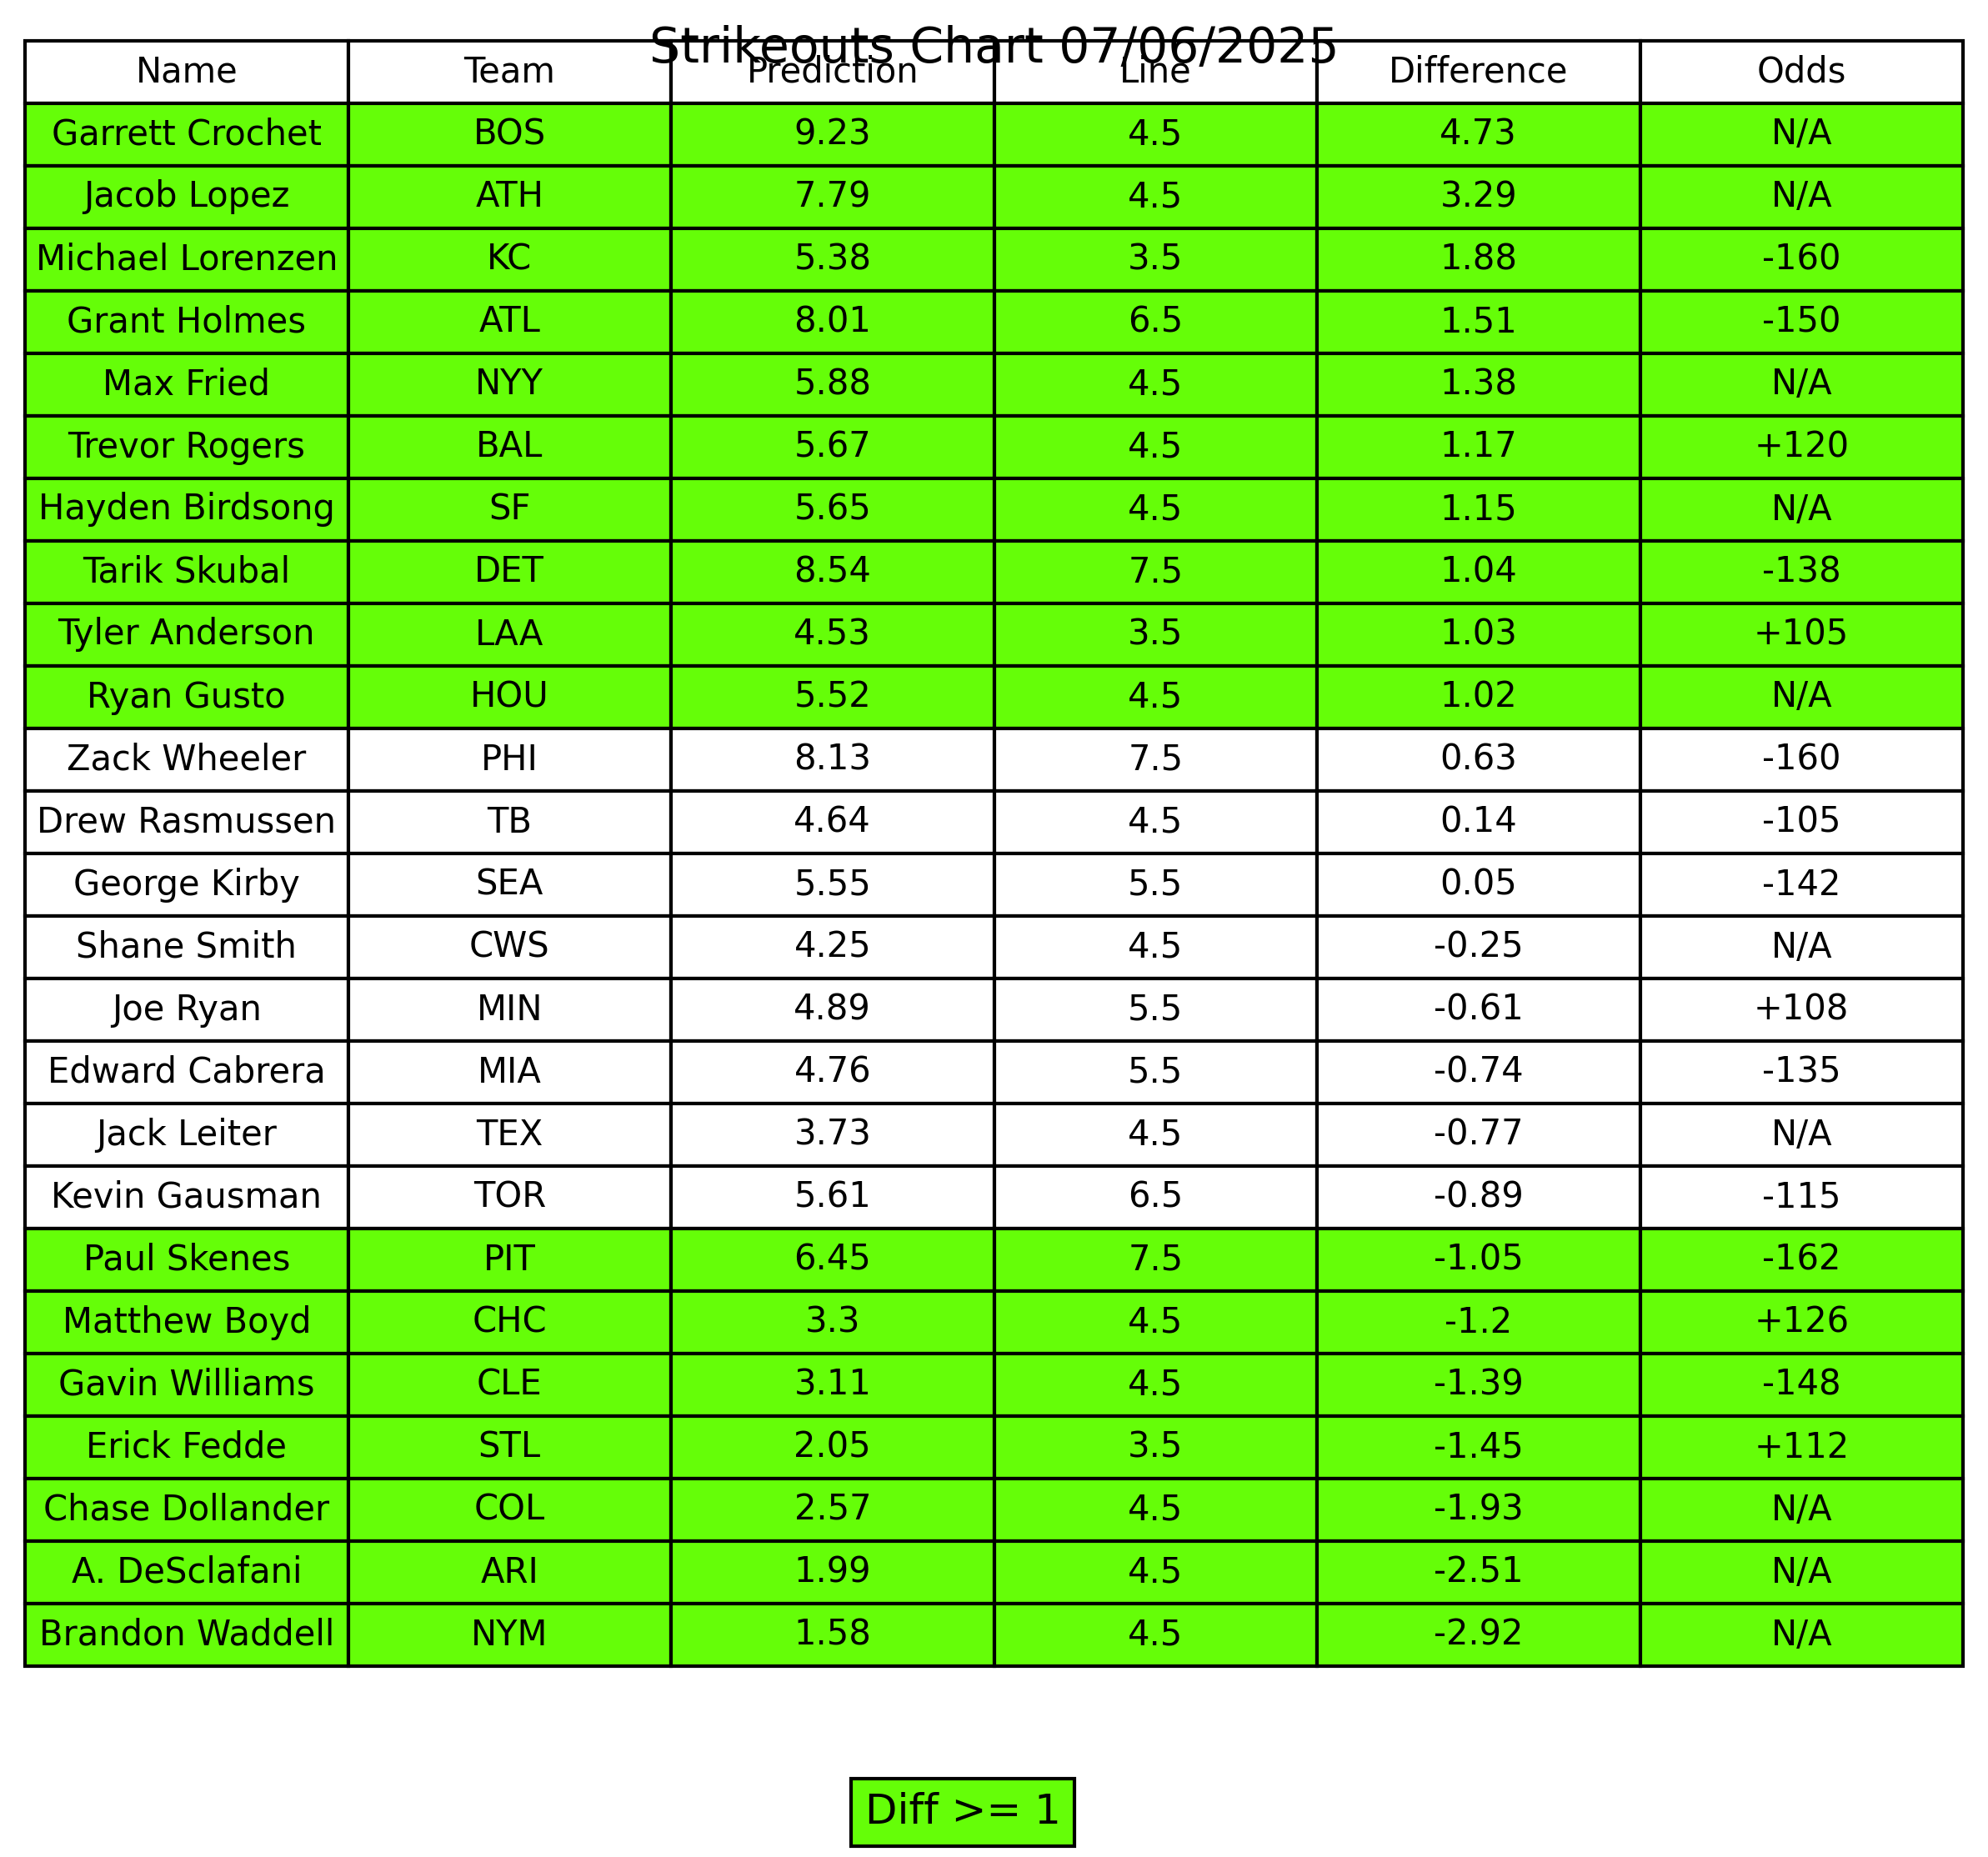 Strikeouts Chart 07/06/2025
Name Team Prediction Line Difference Odds
Garrett Crochet BOS 9.23 4.5 4.73 N/A
Jacob Lopez ATH 7.79 4.5 3.29 N/A
Michael Lorenzen KC 5.38 3.5 1.88 -160
Grant Holmes ATL 8.01 6.5 1.51 -150
Max Fried NYY 5.88 4.5 1.38 N/A
Trevor Rogers BAL 5.67 4.5 1.17 +120
Hayden Birdsong SF 5.65 4.5 1.15 N/A
Tarik Skubal DET 8.54 7.5 1.04 -138
Tyler Anderson LAA 4.53 3.5 1.03 +105
Ryan Gusto HOU 5.52 4.5 1.02 N/A
Zack Wheeler PHI 8.13 7.5 0.63 -160
Drew Rasmussen TB 4.64 4.5 0.14 -105
George Kirby SEA 5.55 5.5 0.05 -142
Shane Smith CWS 4.25 4.5 -0.25 N/A
Joe Ryan MIN 4.89 5.5 -0.61 +108
Edward Cabrera MIA 4.76 5.5 -0.74 -135
Jack Leiter TEX 3.73 4.5 -0.77 N/A
Kevin Gausman TOR 5.61 6.5 -0.89 -115
Paul Skenes PIT 6.45 7.5 -1.05 -162
Matthew Boyd CHC 3.3 4.5 -1.2 +126
Gavin Williams CLE 3.11 4.5 -1.39 -148
Erick Fedde STL 2.05 3.5 -1.45 +112
Chase Dollander COL 2.57 4.5 -1.93 N/A
A. DeSclafani ARI 1.99 4.5 -2.51 N/A
Brandon Waddell NYM 1.58 4.5 -2.92 N/A
Diff >= 1